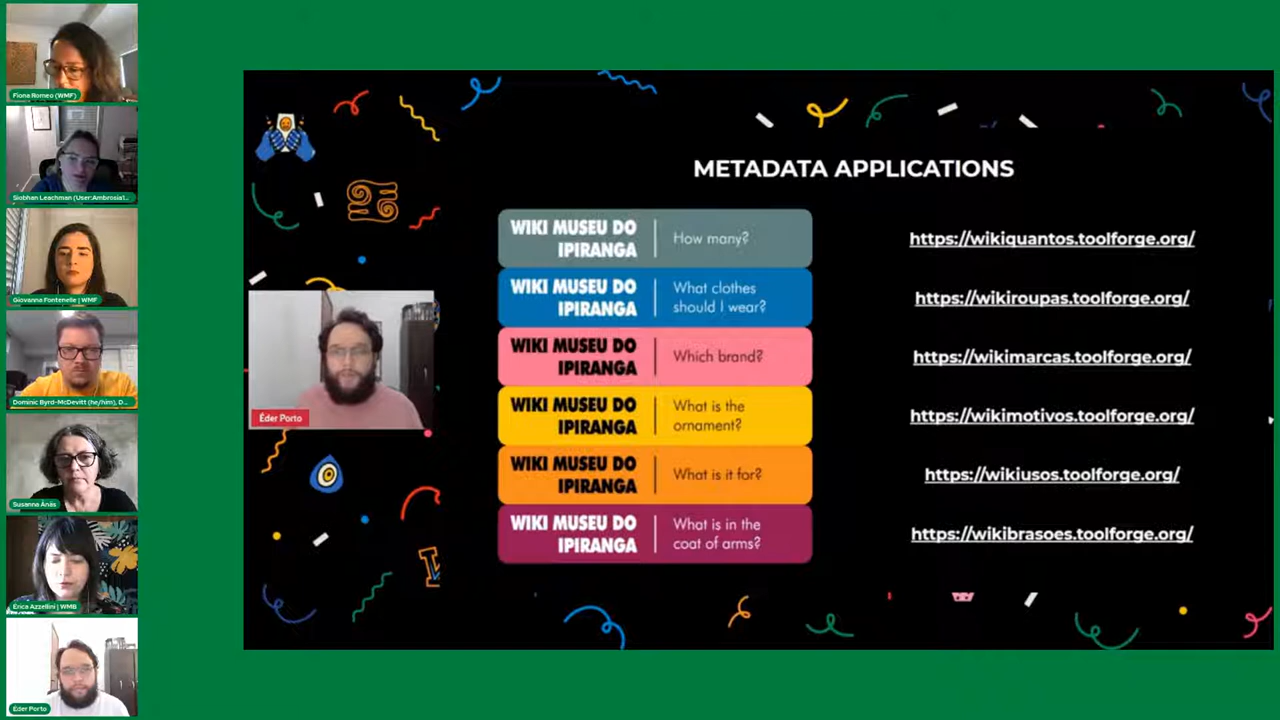 Fiona Romeo (WMF)
Siobhan Leachman (User:Ambrosia1...
Giovanna Fontenelle | WMF
Dominic Byrd-McDevitt (he/him), D...
Susanna Ånäs
Érica Azzellini | WMB
Éder Porto
Éder Porto
METADATA APPLICATIONS
WIKI MUSEU DO
IPIRANGA
How many?
https://wikiquantos.toolforge.org/
WIKI MUSEU DO
IPIRANGA
What clothes
should I wear?
https://wikiroupas.toolforge.org/
WIKI MUSEU DO
IPIRANGA
Which brand?
https://wikimarcas.toolforge.org/
WIKI MUSEU DO
IPIRANGA
What is the
ornament?
https://wikimotivos.toolforge.org/
WIKI MUSEU DO
IPIRANGA
What is it for?
https://wikiusos.toolforge.org/
WIKI MUSEU DO
IPIRANGA
What is in the
coat of arms?
https://wikibrasoes.toolforge.org/